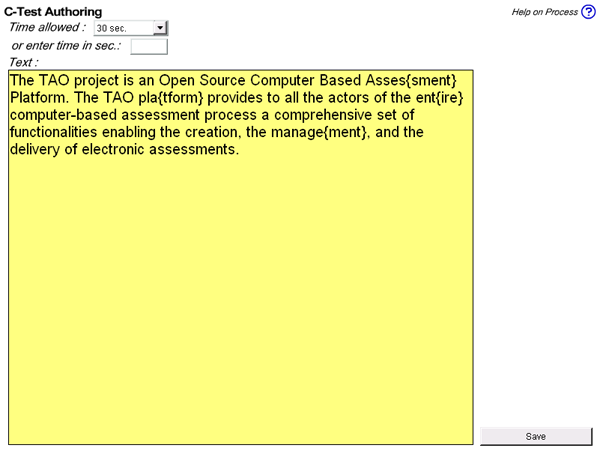 C-Test Authoring
Help on Process ?
Time allowed : 30 sec.
or enter time in sec.:
Text :
The TAO project is an Open Source Computer Based Asses{sment}
Platform. The TAO pla{tform} provides to all the actors of the ent{ire}
computer-based assessment process a comprehensive set of
functionalities enabling the creation, the manage{ment}, and the
delivery of electronic assessments.
Save